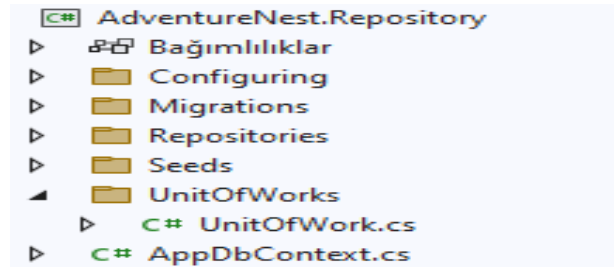 C# AdventureNest.Repository
Bağımlılıklar
Configuring
Migrations
Repositories
Seeds
UnitOfWorks
C# UnitOfWork.cs
C# AppDbContext.cs